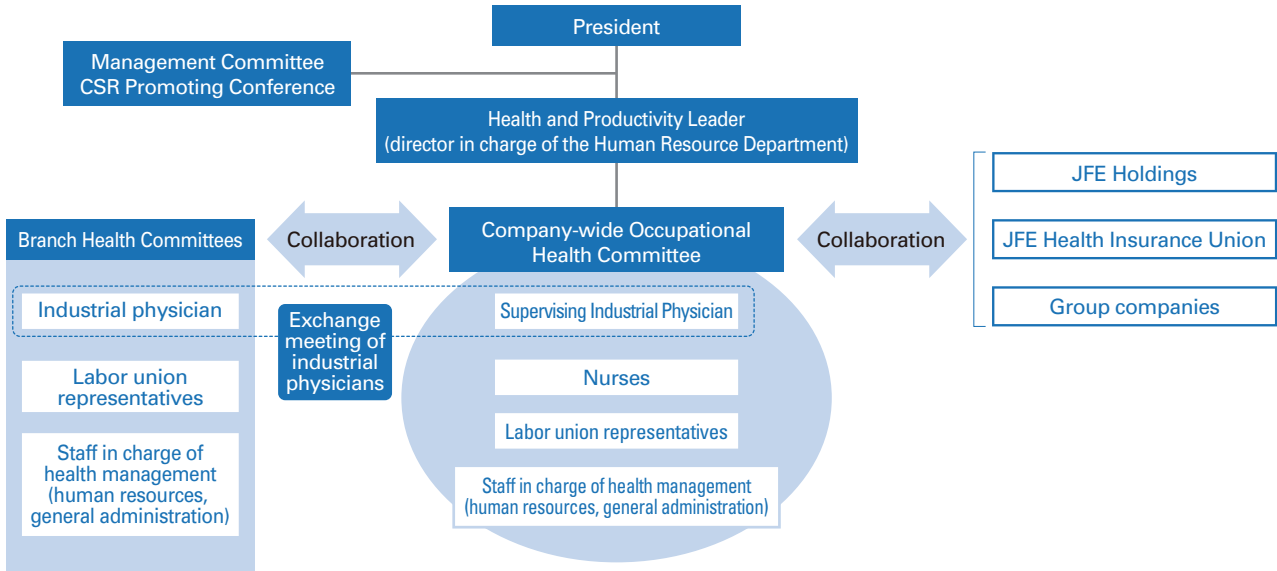 President
Management Committee
CSR Promoting Conference
Health and Productivity Leader
(director in charge of the Human Resource Department)
Branch Health Committees
Collaboration
Company-wide Occupational
Health Committee
Collaboration
JFE Holdings
JFE Health Insurance Union
Group companies
Industrial physician
Labor union
representatives
Staff in charge of
health management
(human resources,
general administration)
Exchange
meeting of
industrial
physicians
Supervising Industrial Physician
Nurses
Labor union representatives
Staff in charge of health management
(human resources, general administration)